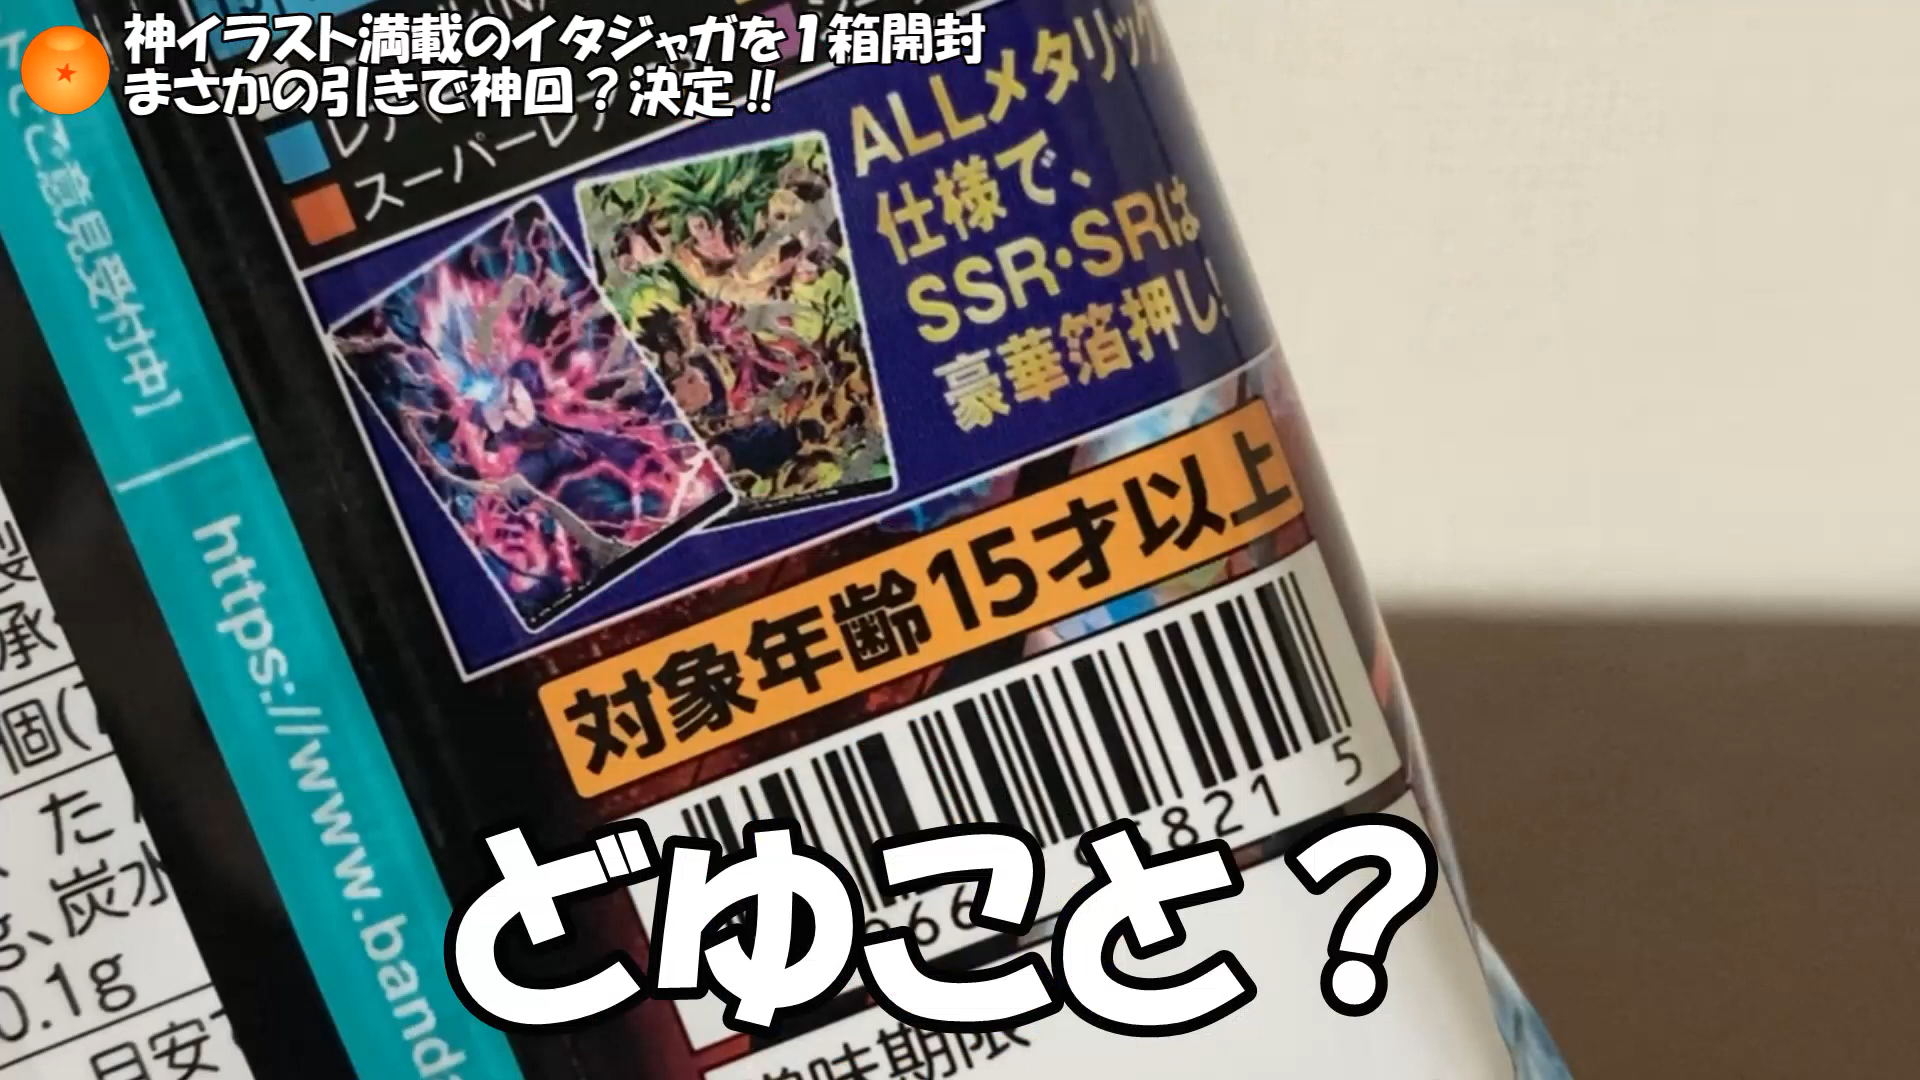 神イラスト満載のイタジャガを1箱開封
まさかの引きで神回？決定!!
スーパーレア
ALLメタリック
仕様で、
SSR・SRは
豪華箔押し!
対象年齢15才以上
て意見受付中】
https://www.banda
821 5
66
どゆこと？
承
個(1
た
炭水
0.1g
目安
味期限